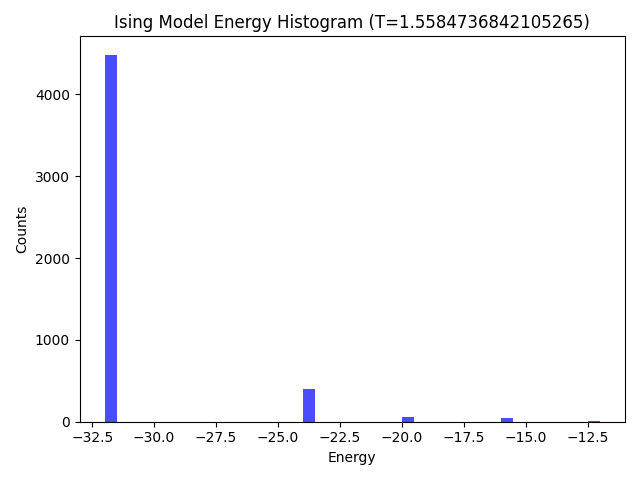 Ising Model Energy Histogram (T=1.5584736842105265)
4000
3000
2000
1000
0
Counts
−32.5 −30.0 −27.5 −25.0 −22.5 −20.0 −17.5 −15.0 −12.5
Energy